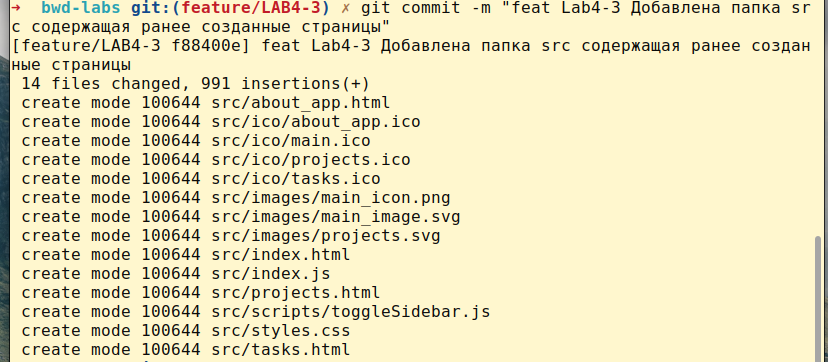 ➜  bwd-labs git:(feature/LAB4-3) ✗ git commit -m "feat Lab4-3 Добавлена папка sr
c содержащая ранее созданные страницы"
[feature/LAB4-3 f88400e] feat Lab4-3 Добавлена папка src содержащая ранее создан
ные страницы
 14 files changed, 991 insertions(+)
 create mode 100644 src/about_app.html
 create mode 100644 src/ico/about_app.ico
 create mode 100644 src/ico/main.ico
 create mode 100644 src/ico/projects.ico
 create mode 100644 src/ico/tasks.ico
 create mode 100644 src/images/main_icon.png
 create mode 100644 src/images/main_image.svg
 create mode 100644 src/images/projects.svg
 create mode 100644 src/index.html
 create mode 100644 src/index.js
 create mode 100644 src/projects.html
 create mode 100644 src/scripts/toggleSidebar.js
 create mode 100644 src/styles.css
 create mode 100644 src/tasks.html